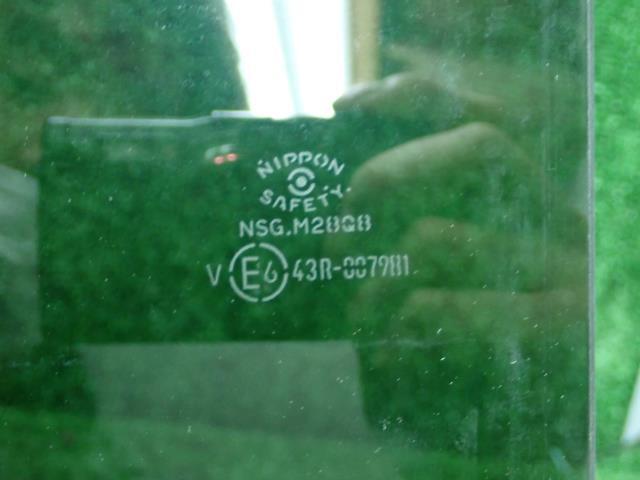 NIPPON
SAFETY
NSG.M28Q8
V E6 43R-007981